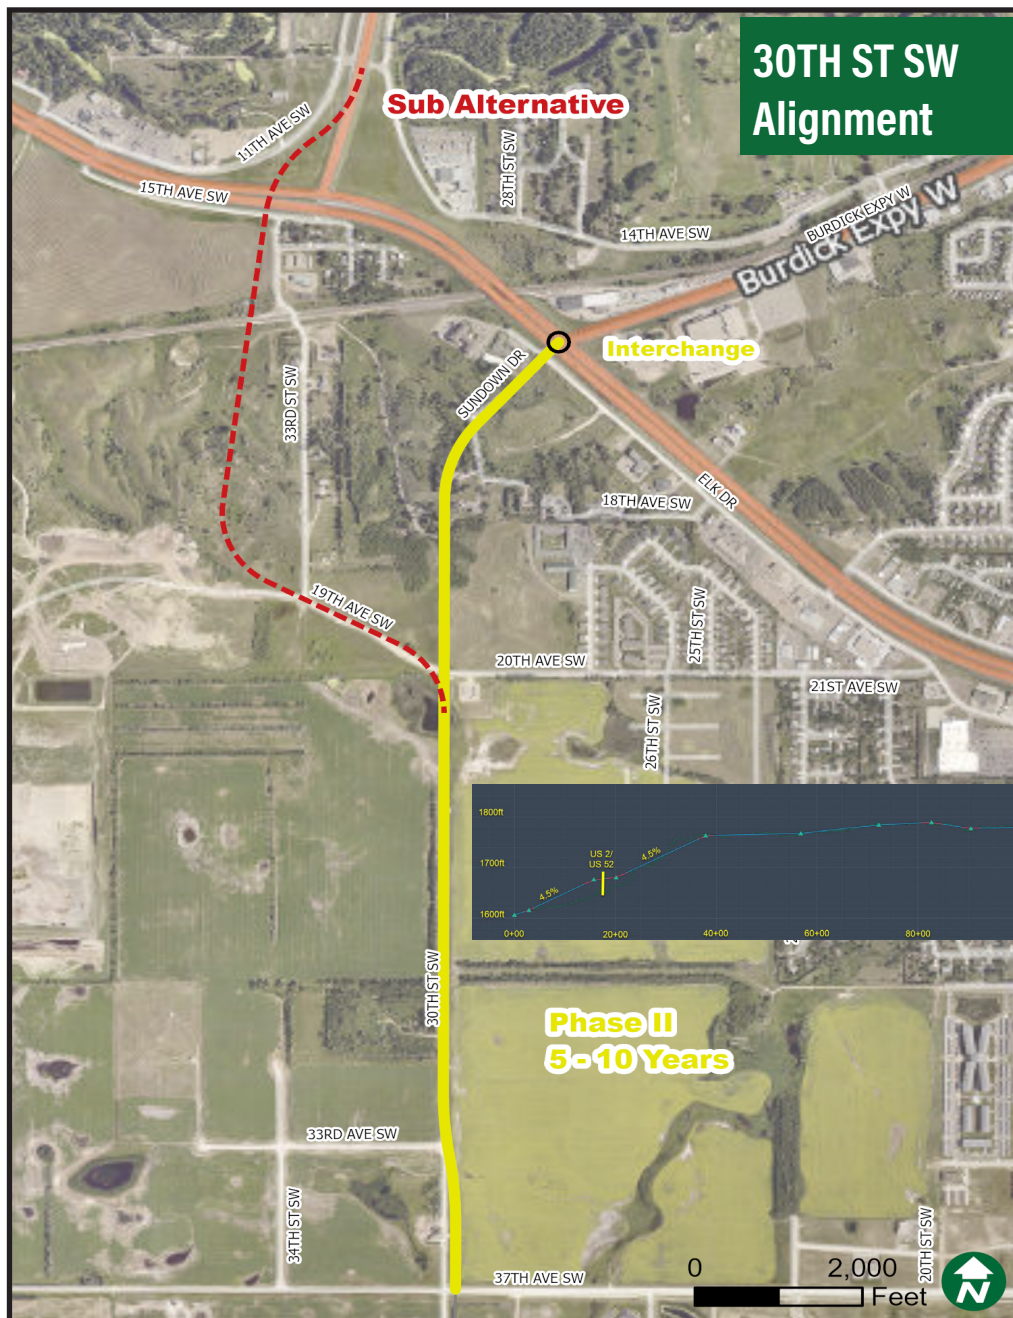 30TH ST SW
Alignment
Sub Alternative
11TH AVE SW
28TH ST SW
15TH AVE SW
14TH AVE SW
BURDICK EXPY W
Burdick Expy W
Interchange
SUNDOWN DR
33RD ST SW
ELK DR
18TH AVE SW
19TH AVE SW
25TH ST SW
20TH AVE SW
21ST AVE SW
26TH ST SW
1800ft
1700ft
1600ft
US 2/
US 52
4.5%
4.5%
0+00
20+00
40+00
60+00
80+00
30TH ST SW
Phase II
5 - 10 Years
33RD AVE SW
34TH ST SW
20TH ST SW
37TH AVE SW
0
2,000
Feet
N